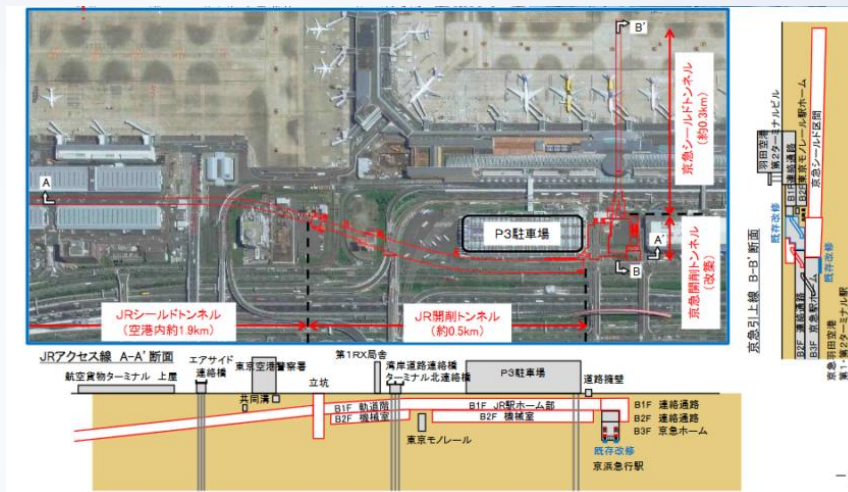 B'
京急シールドトンネル
(約0.3km)
A
P3駐車場
A'
B
京急開削トンネル
(改築)
JRシールドトンネル
(空港内約1.9km)
JR開削トンネル
(約0.5km)
JRアクセス線 A-A'断面
航空貨物ターミナル 上屋
エアサイド
連絡橋
東京空港警察署
共同溝
立坑
第1RX局舎
湾岸道路連絡橋
ターミナル北連絡橋
P3駐車場
道路擁壁
B1F 軌道階
B2F 機械室
B1F JR駅ホーム部
B2F 機械室
東京モノレール
B1F 連絡通路
B2F 連絡通路
B3F 京急ホーム
既存改修
京浜急行駅
京急引上線 B-B'断面
羽田空港
第2ターミナルビル
B1F連絡通路
B2F東京モノレール駅ホーム
京急シールド区間
既存改修
既存改修
B2F 連絡通路
B3F 京急駅ホーム
京急羽田空港
第1・第2ターミナル駅